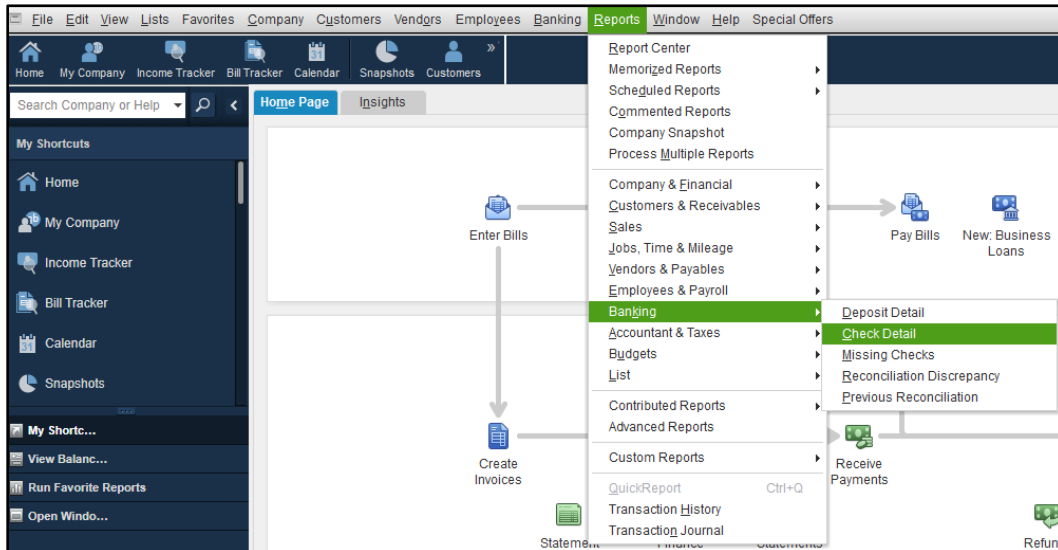 File Edit View Lists Favorites Company Customers Vendors Employees Banking Reports Window Help Special Offers
Home My Company Income Tracker Bill Tracker Calendar Snapshots Customers »
31
Search Company or Help
Home Page Insights
My Shortcuts
Home
My Company
Income Tracker
Bill Tracker
31
Calendar
Snapshots
My Shortc...
View Balanc...
Run Favorite Reports
Open Windo...
Report Center
Memorized Reports
Scheduled Reports
Commented Reports
Company Snapshot
Process Multiple Reports
Company & Financial
Customers & Receivables
Sales
Jobs, Time & Mileage
Vendors & Payables
Employees & Payroll
Banking
Accountant & Taxes
Budgets
List
Contributed Reports
Advanced Reports
Custom Reports
QuickReport Ctrl+Q
Transaction History
Transaction Journal
Deposit Detail
Check Detail
Missing Checks
Reconciliation Discrepancy
Previous Reconciliation
Enter Bills
Pay Bills
New: Business
Loans
Create
Invoices
Receive
Payments
Statement
Finance
Statements
Refun